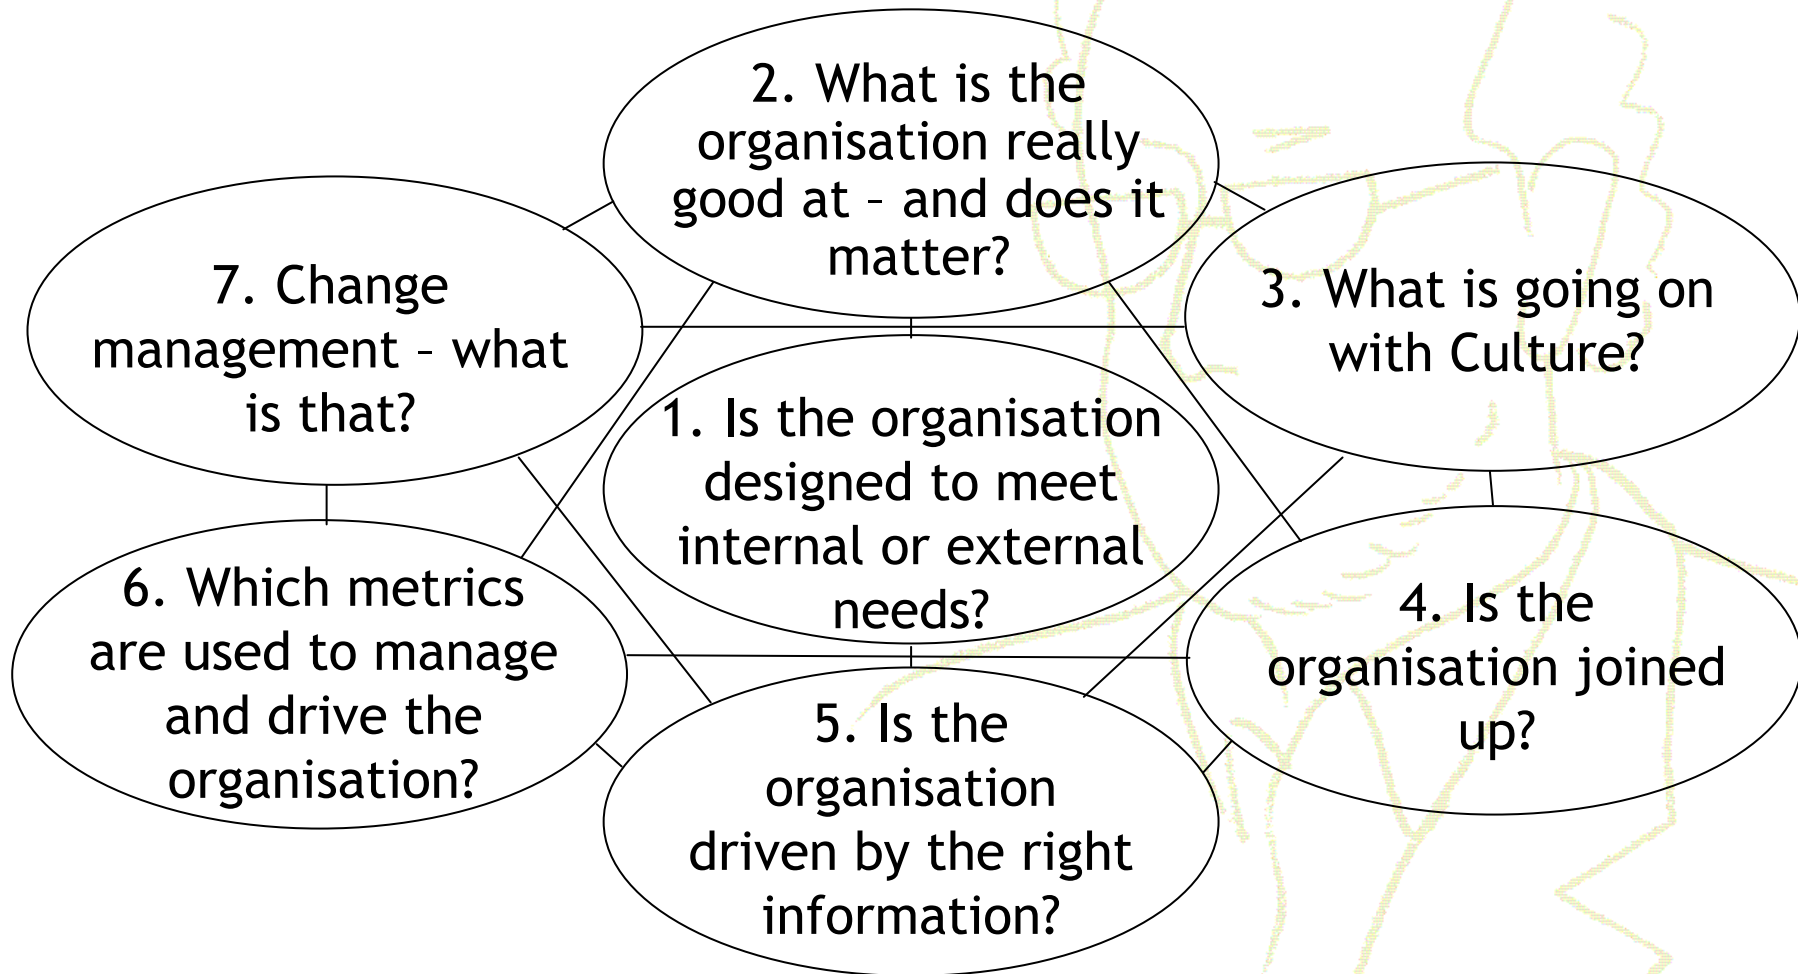 1. Is the organisation
designed to meet
internal or external
needs?
2. What is the
organisation really
good at – and does it
matter?
3. What is going on
with Culture?
4. Is the
organisation joined
up?
5. Is the
organisation
driven by the right
information?
6. Which metrics
are used to manage
and drive the
organisation?
7. Change
management – what
is that?